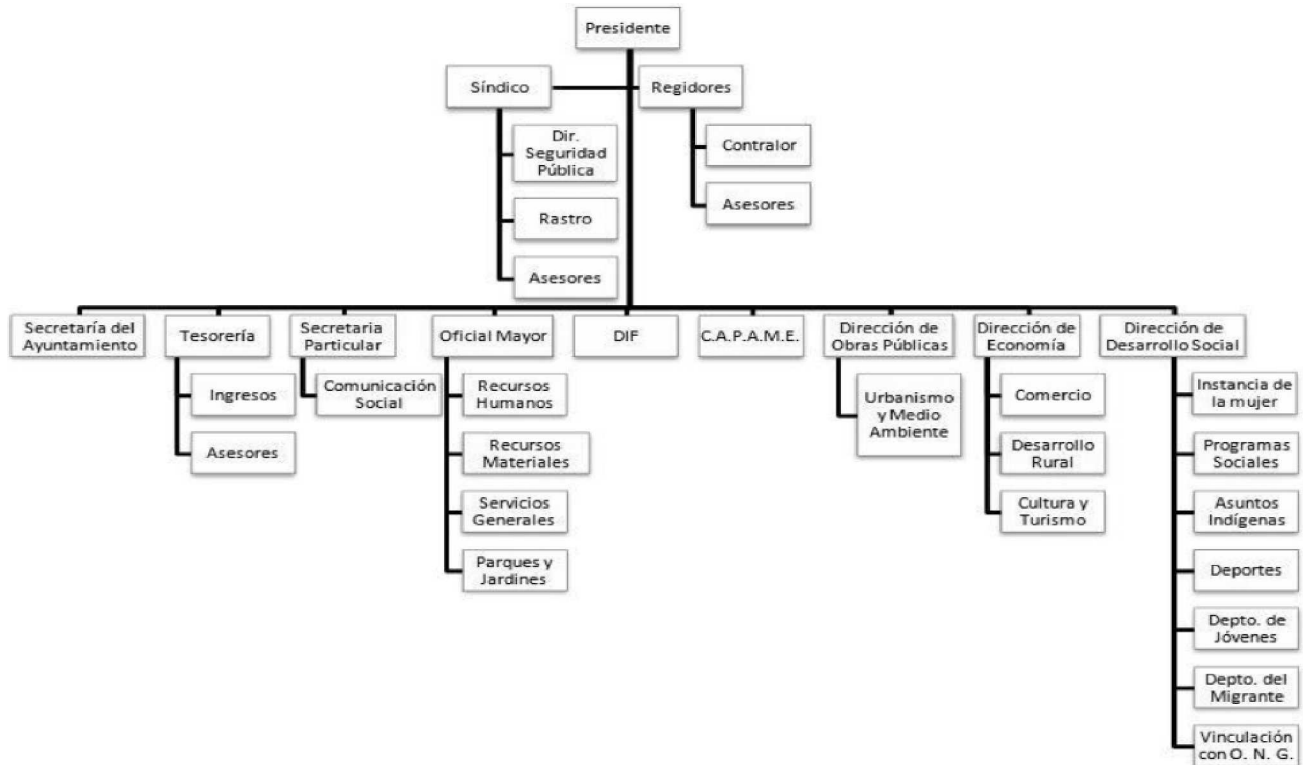 Presidente
Síndico
Regidores
Dir.
Seguridad
Pública
Rastro
Asesores
Contralor
Asesores
Secretaría del
Ayuntamiento
Tesorería
Ingresos
Asesores
Secretaria
Particular
Comunicación
Social
Oficial Mayor
Recursos
Humanos
Recursos
Materiales
Servicios
Generales
Parques y
Jardines
DIF
C.A.P.A.M.E.
Dirección de
Obras Públicas
Urbanismo
y Medio
Ambiente
Dirección de
Economía
Comercio
Desarrollo
Rural
Cultura y
Turismo
Dirección de
Desarrollo Social
Instancia de
la mujer
Programas
Sociales
Asuntos
Indígenas
Deportes
Depto. de
Jóvenes
Depto. del
Migrante
Vinculación
con O. N. G.